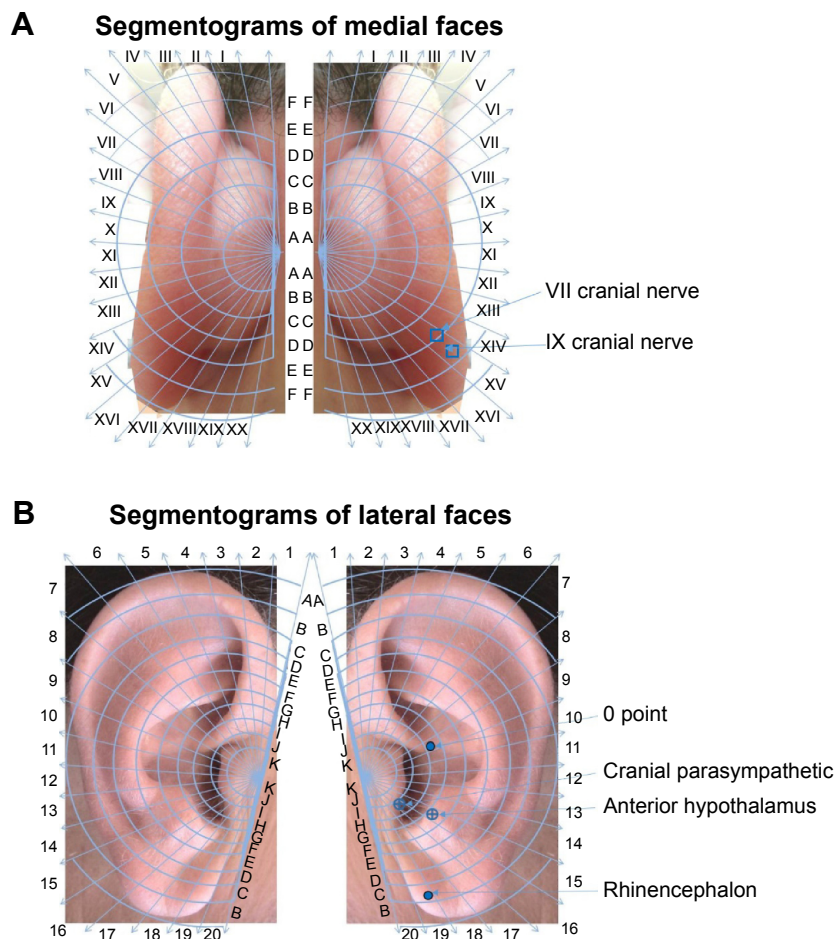 A
Segmentograms of medial faces
IV III II I I II III IV
V V
VI VI
VII VII
VIII VIII
IX IX
X X
XI XI
XII XII
XIII XIII
XIV XIV
XV XV
XVI XVI
XVII XVIII XIX XX XX XIX XVIII XVII
F F
E E
D D
C C
B B
A A
A A
B B
C C
D D
E E
F F
VII cranial nerve
IX cranial nerve
B
Segmentograms of lateral faces
6 5 4 3 2 1 1 2 3 4 5 6
7 7
8 8
9 9
10 10
11 11
12 12
13 13
14 14
15 15
16 17 18 19 20 20 19 18 17 16
A A
B B
C C
D D
E E
F F
G G
H H
I I
J J
K K
K K
J J
I I
H H
G G
F F
E E
D D
C C
B B
0 point
Cranial parasympathetic
Anterior hypothalamus
Rhinencephalon